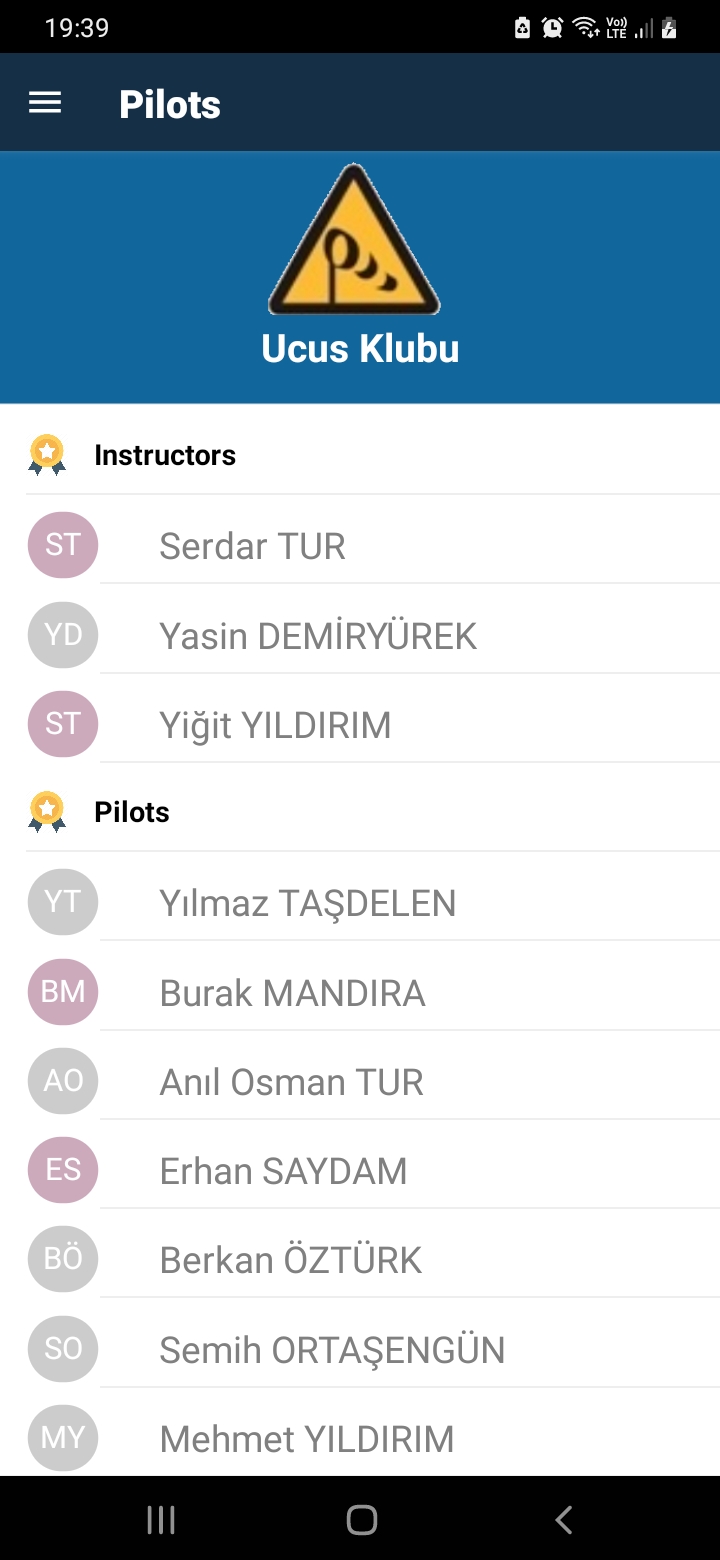 19:39
Vo))
LTE
Pilots
Ucus Klubu
Instructors
ST
Serdar TUR
YD
Yasin DEMİRYÜREK
ST
Yiğit YILDIRIM
Pilots
YT
Yılmaz TAŞDELEN
BM
Burak MANDIRA
AO
Anıl Osman TUR
ES
Erhan SAYDAM
BÖ
Berkan ÖZTÜRK
SO
Semih ORTAŞENGÜN
MY
Mehmet YILDIRIM